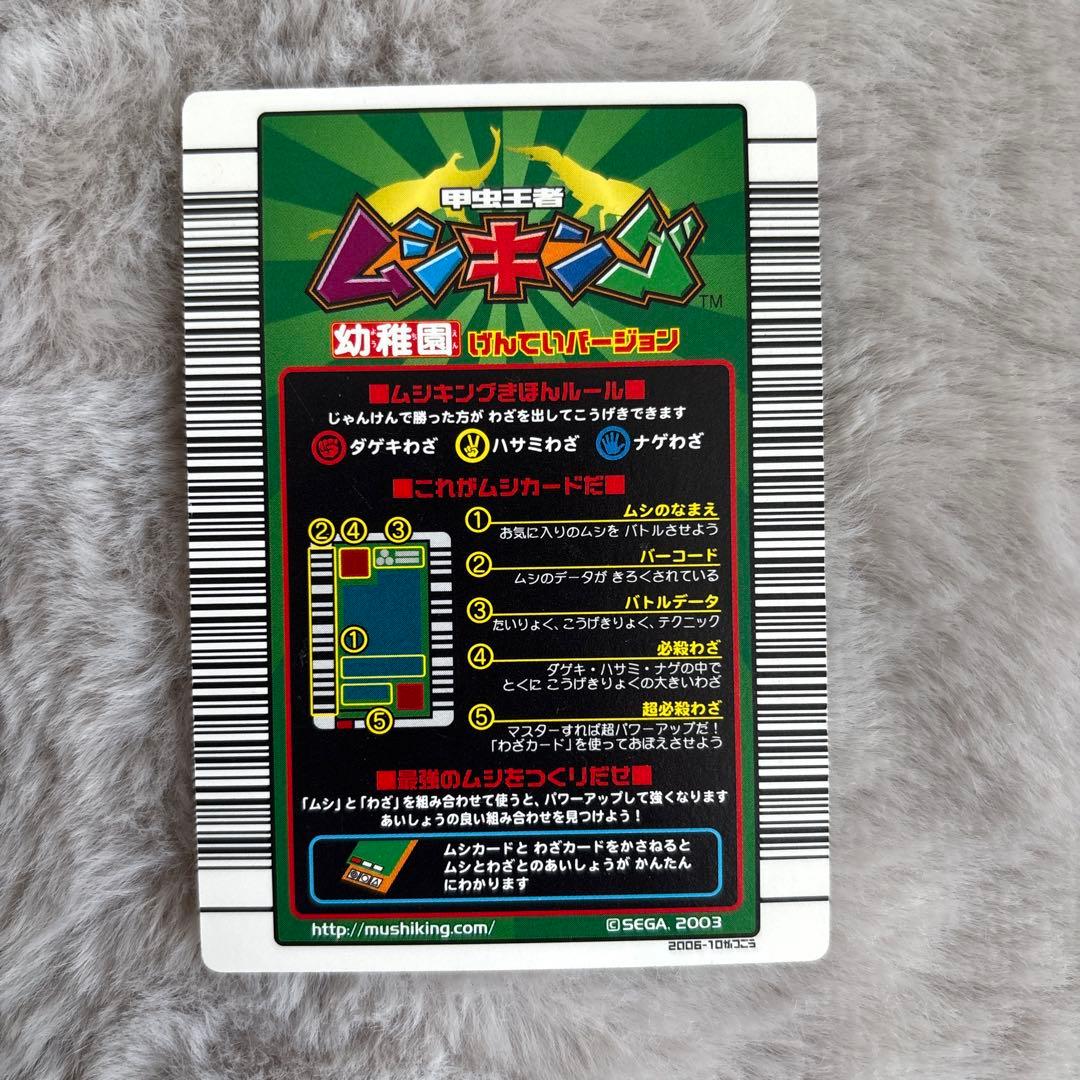 甲虫王者
ムシキング
TM
幼稚園 げんていバージョン
よう ち えん
■ムシキングきほんルール■
じゃんけんで勝った方が わざを出してこうげきできます
ダゲキわざ ハサミわざ ナゲわざ
■これがムシカードだ■
② ④ ③
①
⑤
① ムシのなまえ
お気に入りのムシを バトルさせよう
② バーコード
ムシのデータが きろくされている
③ バトルデータ
たいりょく、こうげきりょく、テクニック
④ 必殺わざ
ダゲキ・ハサミ・ナゲの中で
とくに こうげきりょくの大きいわざ
⑤ 超必殺わざ
マスターすれば超パワーアップだ!
「わざカード」を使っておぼえさせよう
■最強のムシをつくりだせ■
「ムシ」と「わざ」を組み合わせて使うと、パワーアップして強くなります
あいしょうの良い組み合わせを見つけよう!
ムシカードと わざカードをかさねると
ムシとわざとのあいしょうが かんたん
にわかります
http://mushiking.com/ ©SEGA, 2003
2006-10がつごう